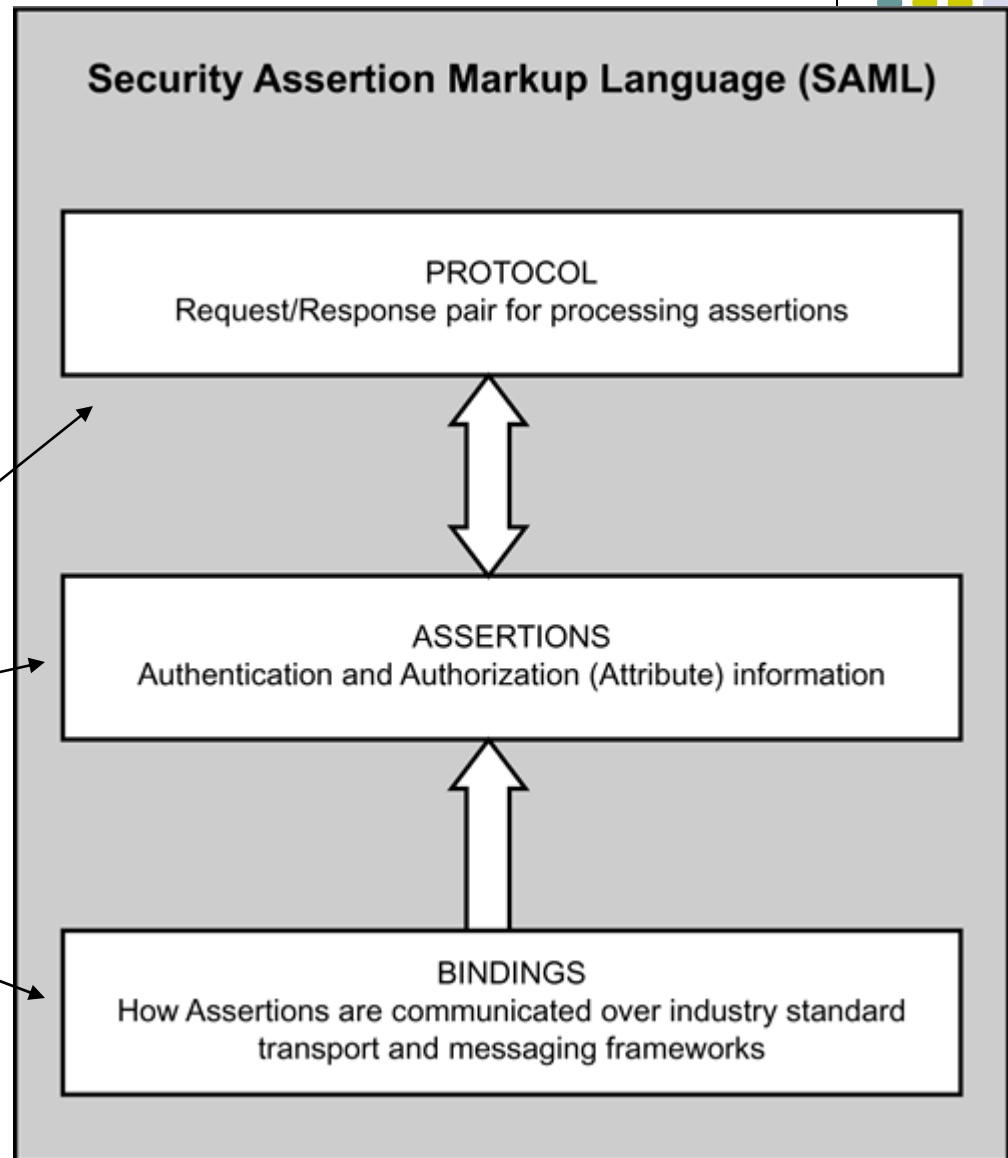 Security Assertion Markup Language (SAML)
PROTOCOL
Request/Response pair for processing assertions
ASSERTIONS
Authentication and Authorization (Attribute) information
BINDINGS
How Assertions are communicated over industry standard
transport and messaging frameworks